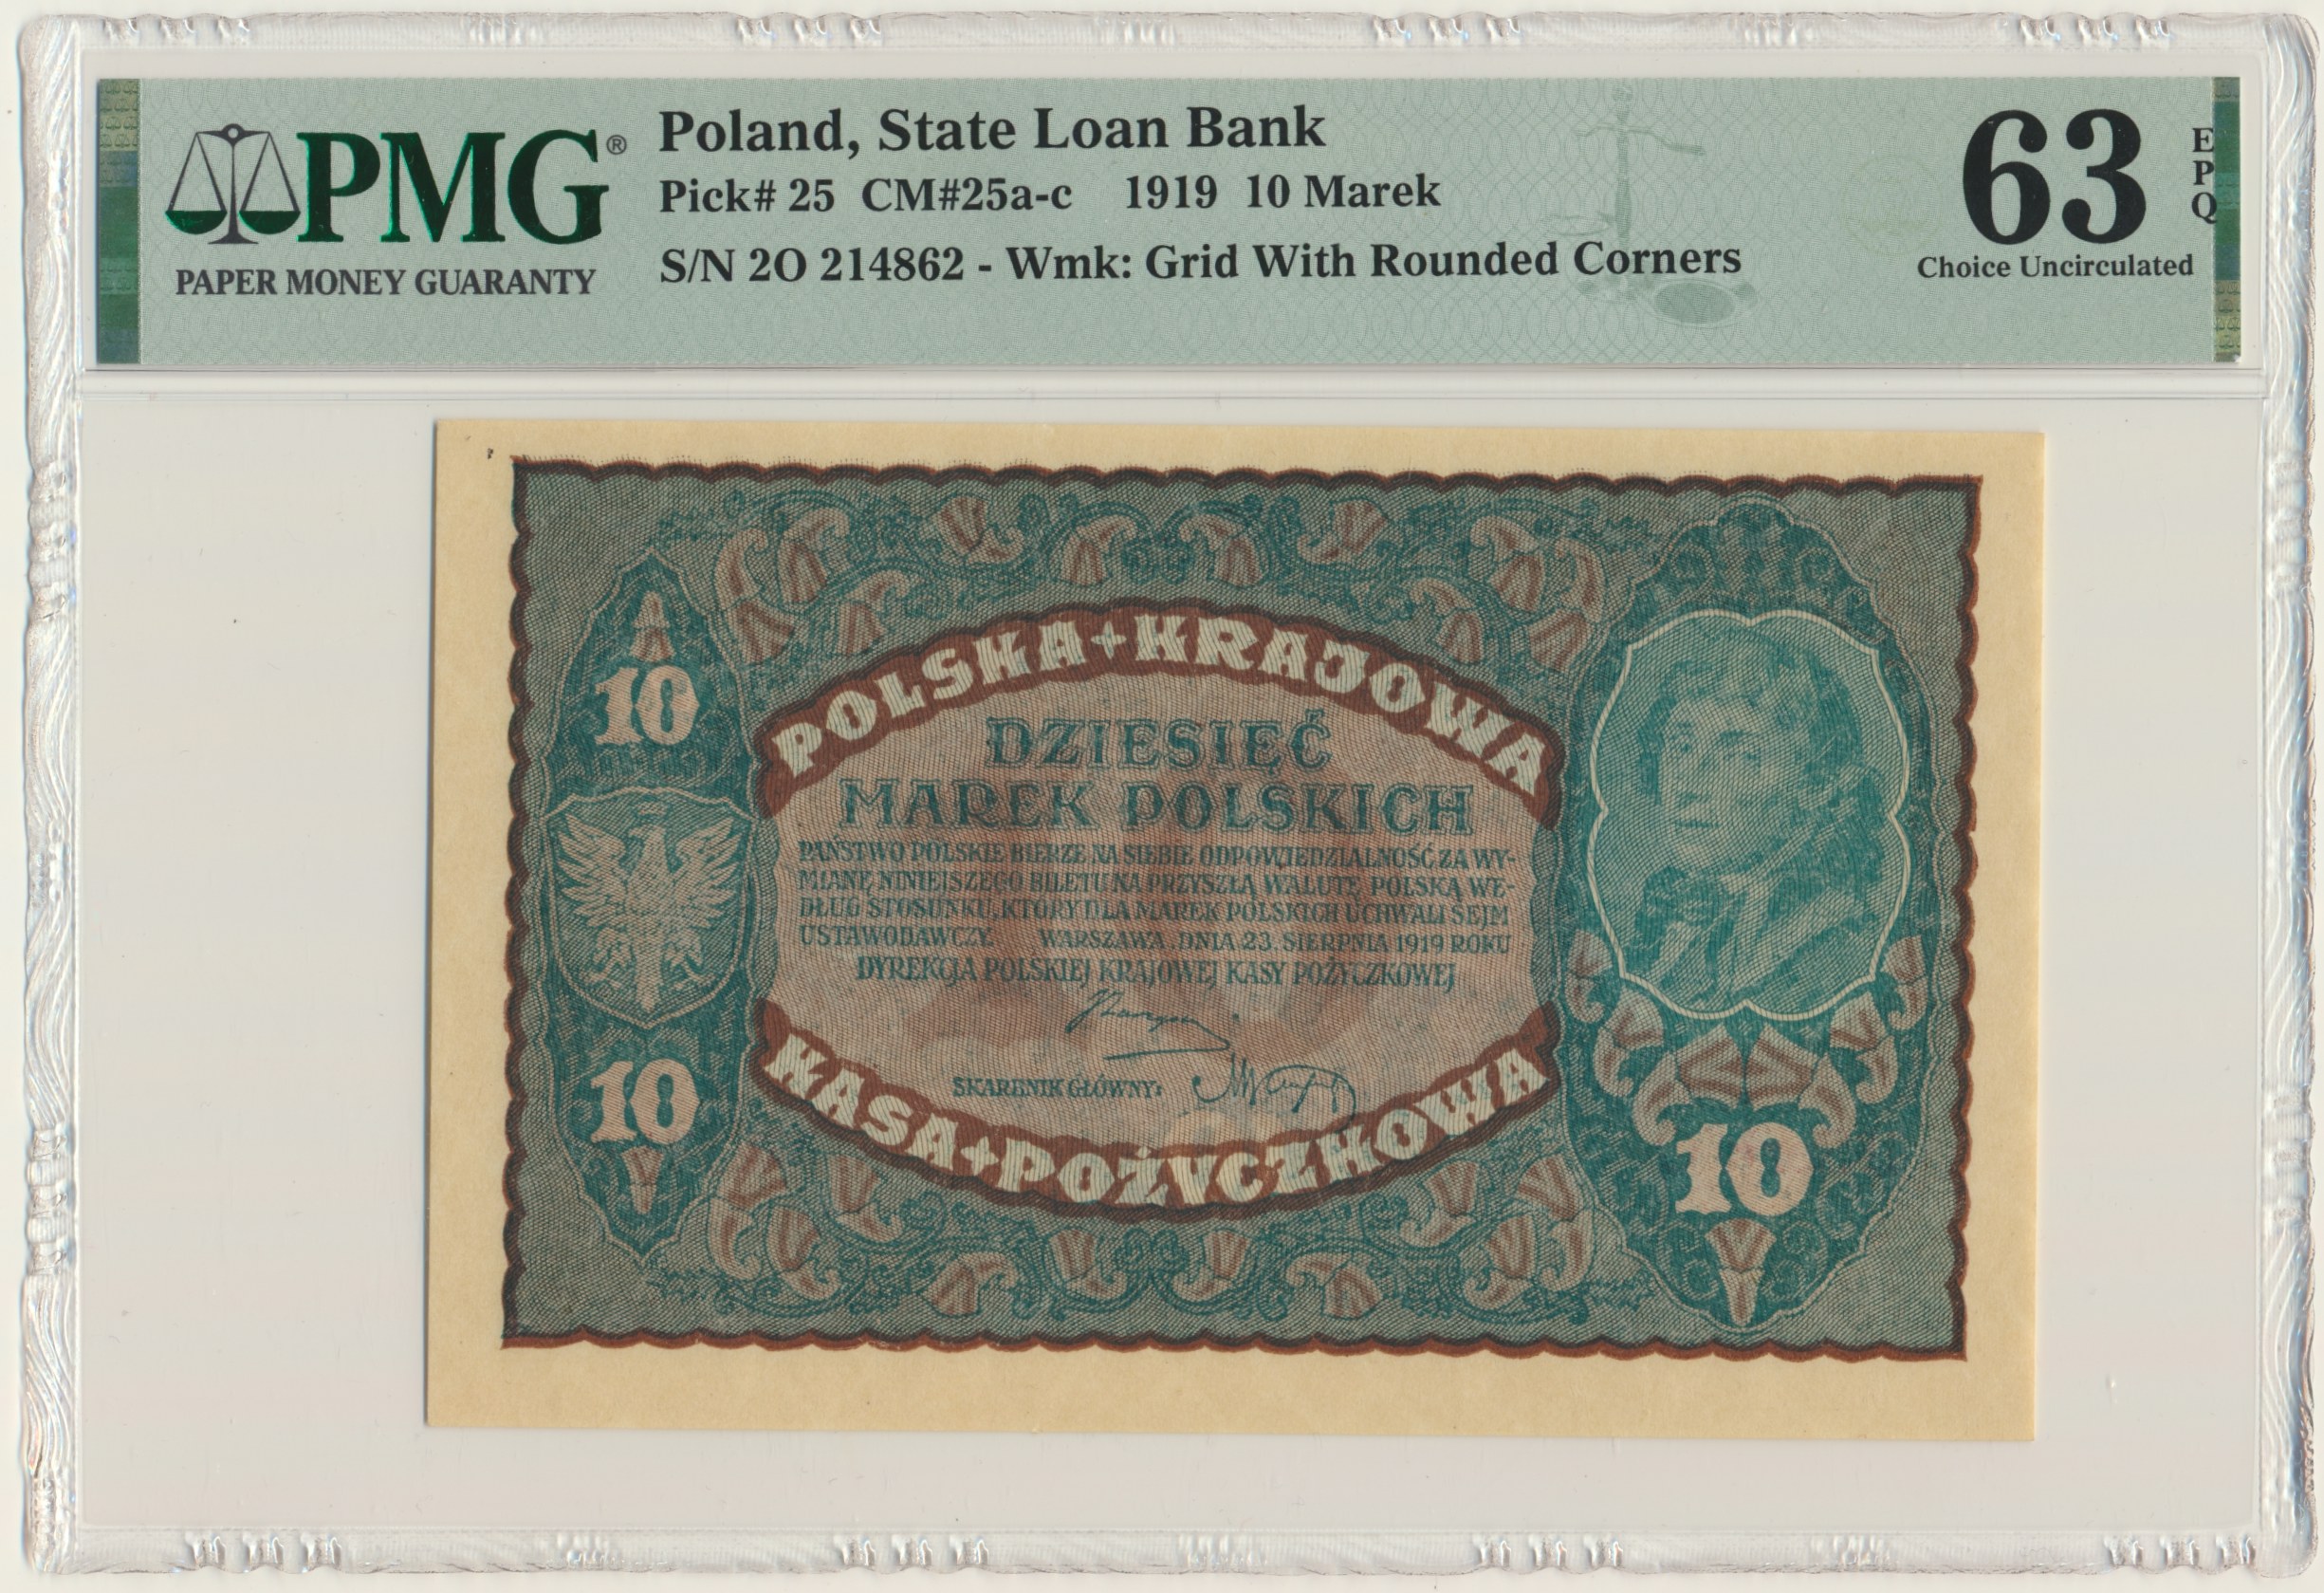 PMG®
PAPER MONEY GUARANTY
Poland, State Loan Bank
Pick# 25 CM#25a-c 1919 10 Marek
S/N 2O 214862 - Wmk: Grid With Rounded Corners
63
EPQ
Choice Uncirculated
POLSKA+KRAJOWA
10
DZIESIĘĆ
MAREK POLSKICH
PAŃSTWO POLSKIE BIERZE NA SIEBIE ODPOWIEDZIALNOŚĆ ZA WY-
MIANĘ NINIEJSZEGO BILETU NA PRZYSZŁĄ WALUTĘ POLSKĄ WE-
DŁUG STOSUNKU, KTÓRY DLA MAREK POLSKICH UCHWALI SEJM
USTAWODAWCZY. WARSZAWA, DNIA 23. SIERPNIA 1919 ROKU
DYREKCJA POLSKIEJ KRAJOWEJ KASY POŻYCZKOWEJ
SKARBNIK GŁÓWNY:
KASA+POŻYCZKOWA
10
10